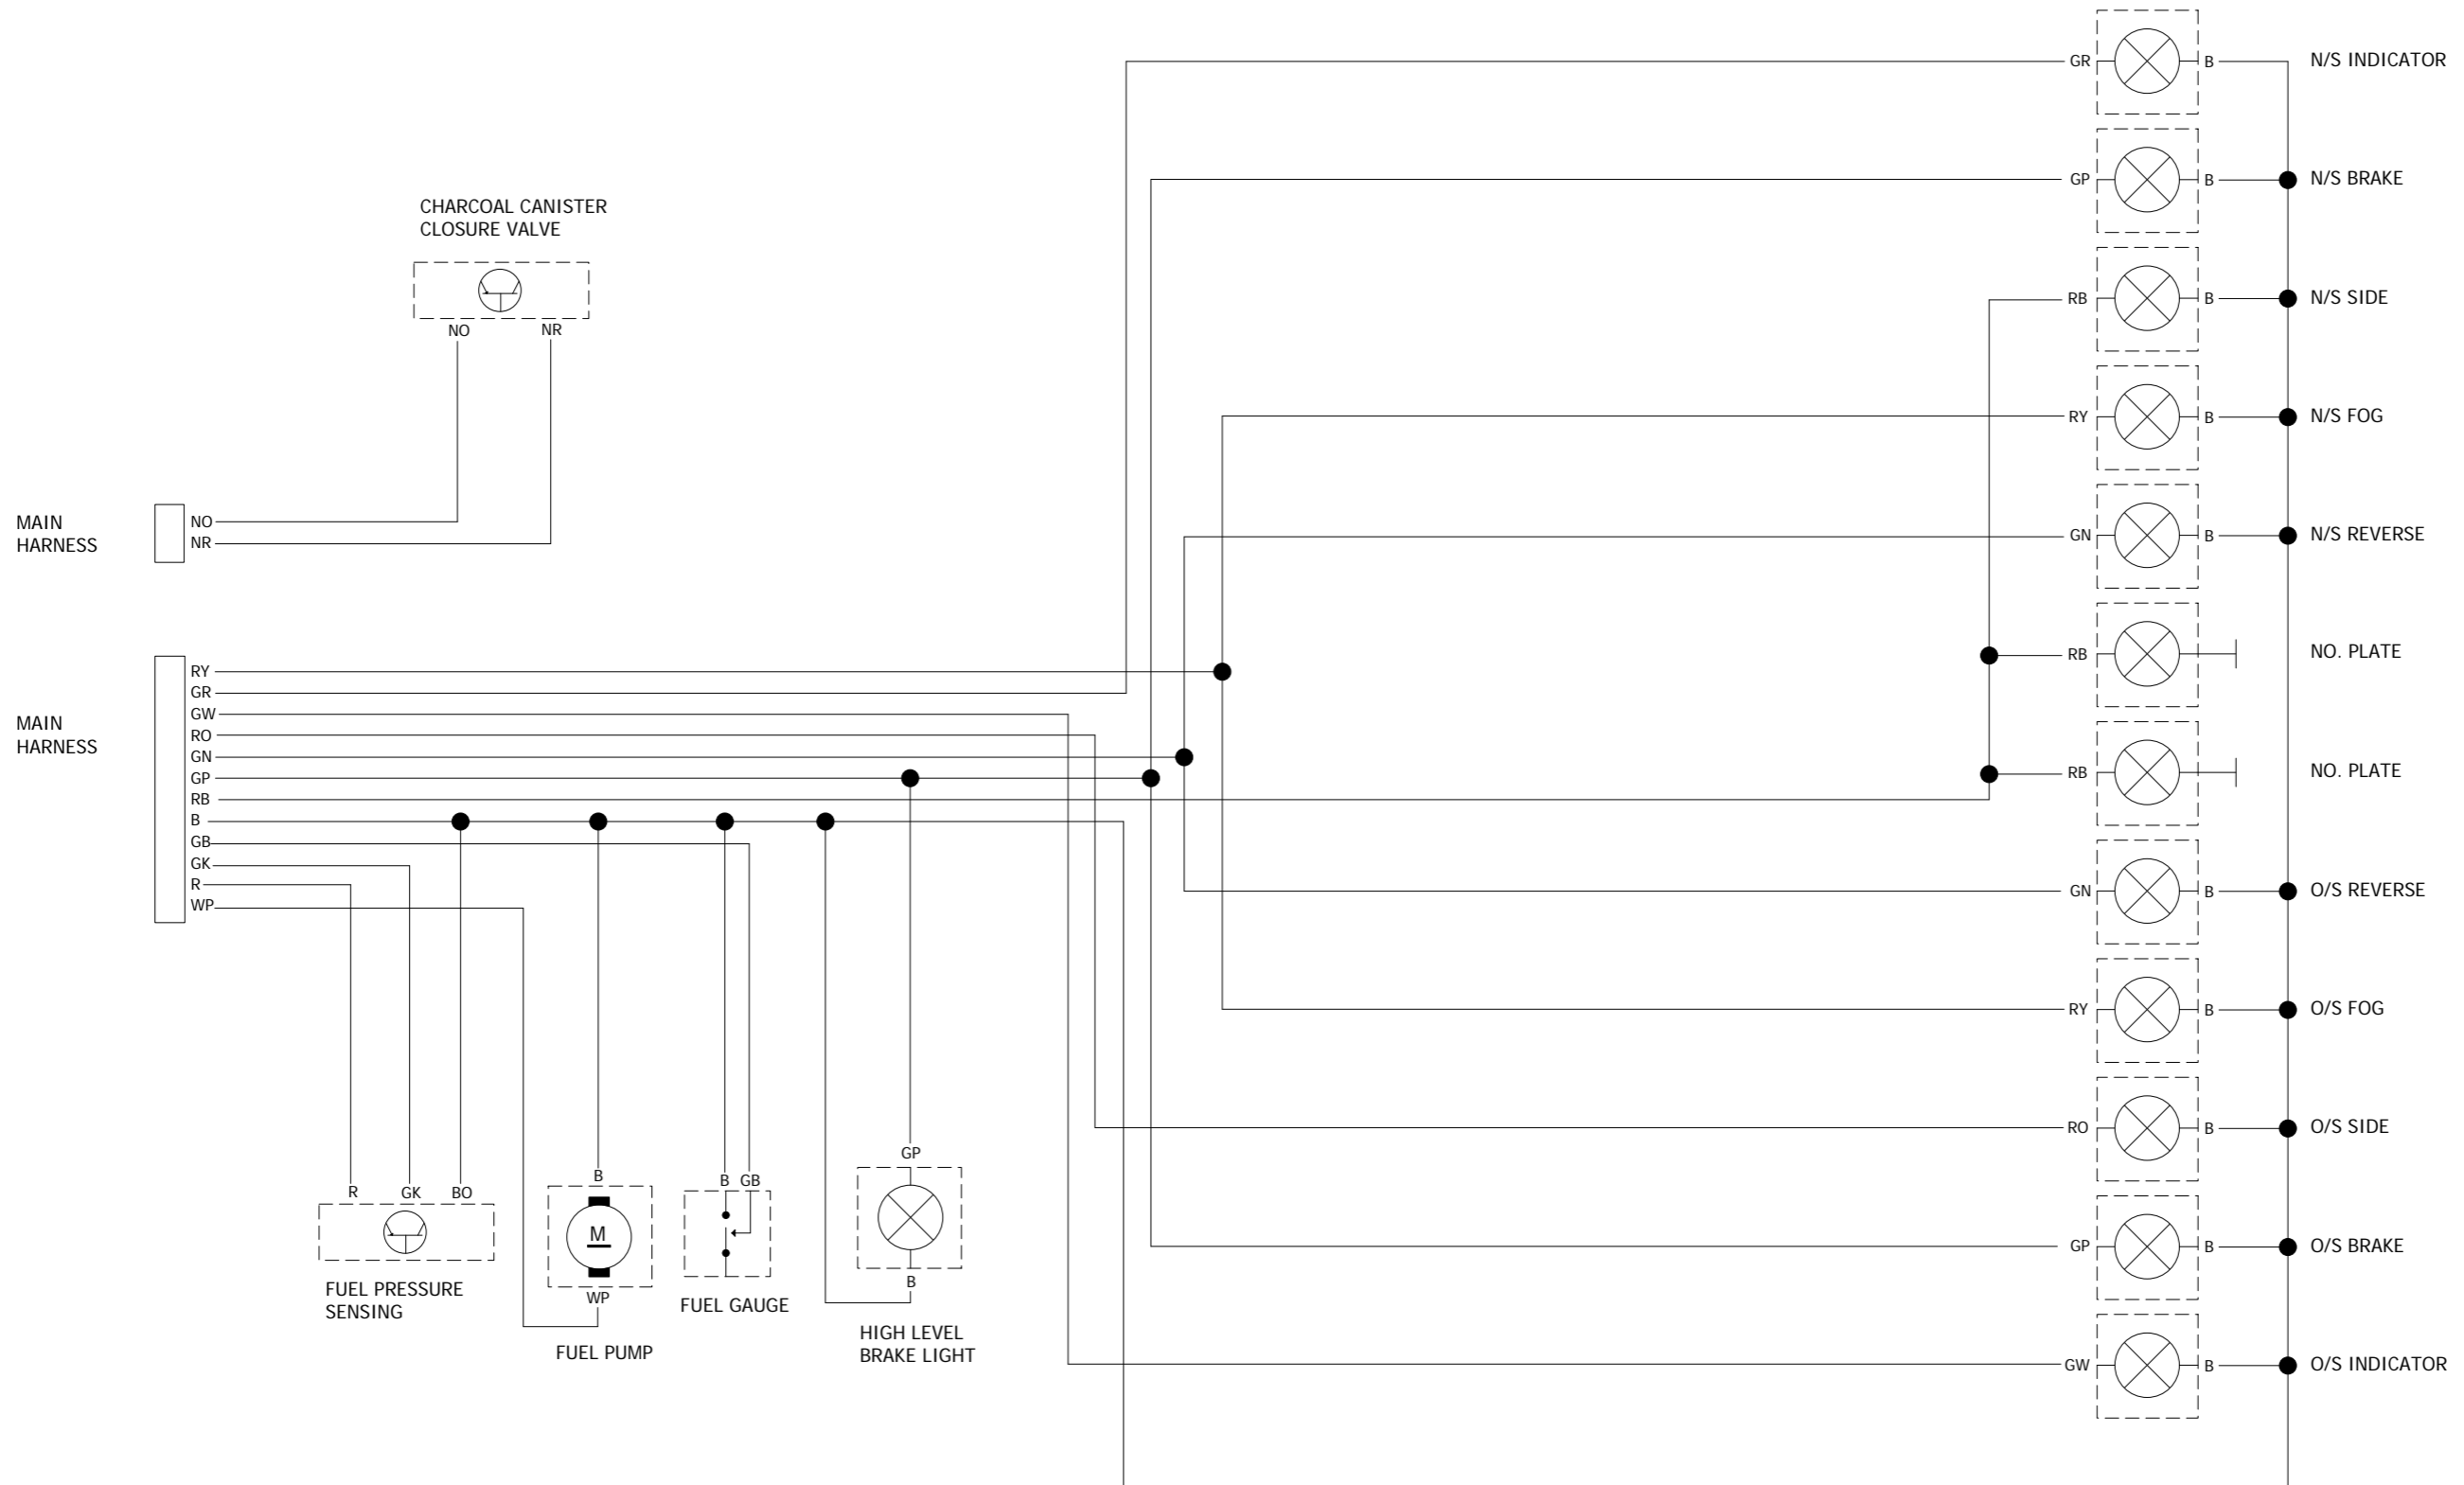 GR
B
N/S INDICATOR
GP
B
N/S BRAKE
CHARCOAL CANISTER
CLOSURE VALVE
NO
NR
RB
B
N/S SIDE
RY
B
N/S FOG
MAIN
HARNESS
NO
NR
GN
B
N/S REVERSE
RB
NO. PLATE
MAIN
HARNESS
RY
GR
GW
RO
GN
GP
RB
B
GB
GK
R
WP
RB
NO. PLATE
GN
B
O/S REVERSE
RY
B
O/S FOG
RO
B
O/S SIDE
R
GK
BO
FUEL PRESSURE
SENSING
B
M
WP
FUEL PUMP
B
GB
FUEL GAUGE
GP
B
HIGH LEVEL
BRAKE LIGHT
GP
B
O/S BRAKE
GW
B
O/S INDICATOR